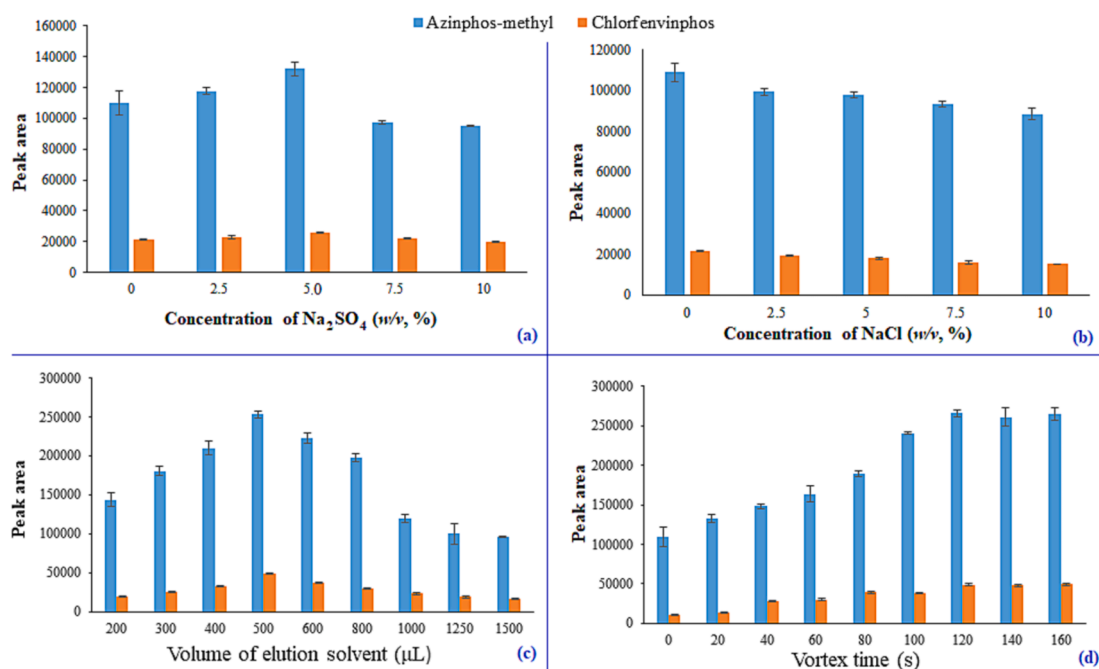 Azinphos-methyl Chlorfenvinphos
160000
140000
120000
100000
80000
60000
40000
20000
0
Peak area
0 2.5 5.0 7.5 10
Concentration of Na₂SO₄ (w/v, %)
(a)
120000
100000
80000
60000
40000
20000
0
Peak area
0 2.5 5 7.5 10
Concentration of NaCl (w/v, %)
(b)
300000
250000
200000
150000
100000
50000
0
Peak area
200 300 400 500 600 800 1000 1250 1500
Volume of elution solvent (μL)
(c)
300000
250000
200000
150000
100000
50000
0
Peak area
0 20 40 60 80 100 120 140 160
Vortex time (s)
(d)